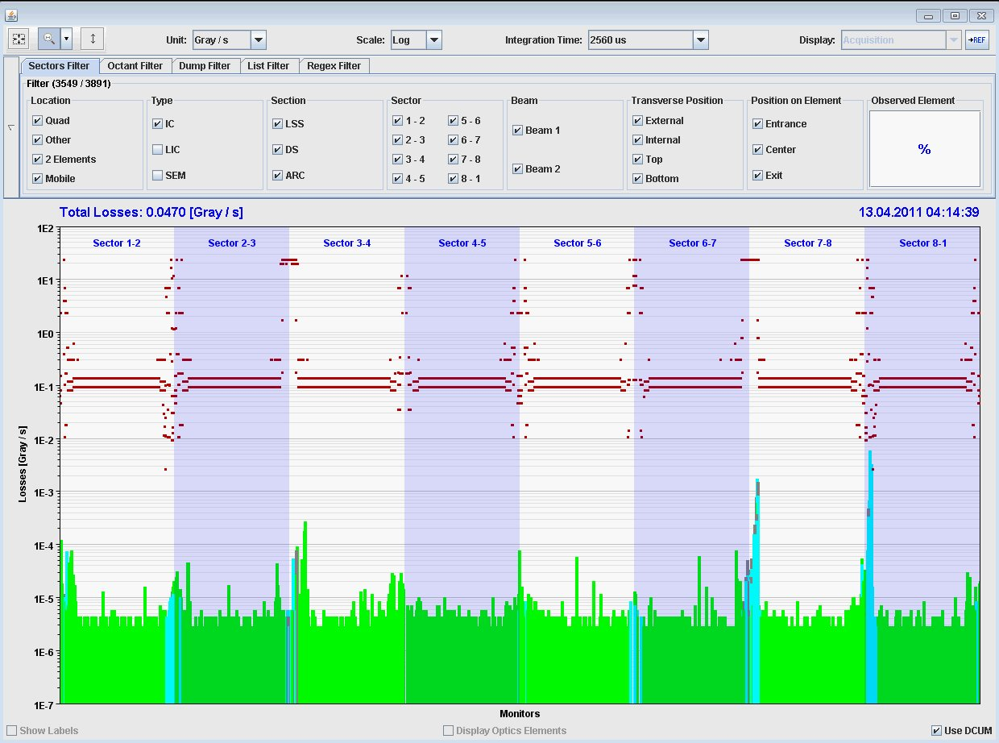 Unit: Gray / s Scale: Log Integration Time: 2560 us Display: Acquisition →REF
Sectors Filter Octant Filter Dump Filter List Filter Regex Filter
Filter (3549 / 3891)
Location Type Section Sector Beam Transverse Position Position on Element Observed Element
Quad IC LSS 1 - 2 5 - 6 Beam 1 External Entrance %
Other LIC DS 2 - 3 6 - 7 Beam 2 Internal Center
2 Elements SEM ARC 3 - 4 7 - 8 Top Exit
Mobile 4 - 5 8 - 1 Bottom
Total Losses: 0.0470 [Gray / s] 13.04.2011 04:14:39
1E2
Sector 1-2 Sector 2-3 Sector 3-4 Sector 4-5 Sector 5-6 Sector 6-7 Sector 7-8 Sector 8-1
1E1
1E0
1E-1
1E-2
Losses [Gray / s]
1E-3
1E-4
1E-5
1E-6
1E-7
Monitors
Show Labels Display Optics Elements Use DCUM